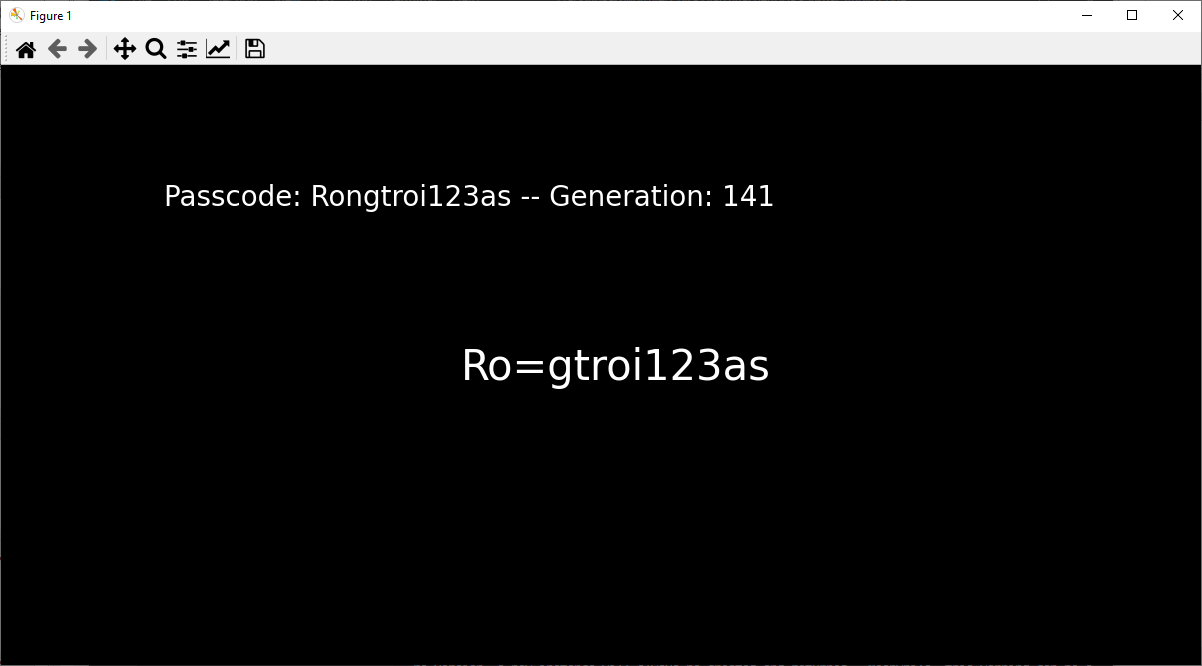 Figure 1
Passcode: Rongtroi123as -- Generation: 141
Ro=gtroi123as